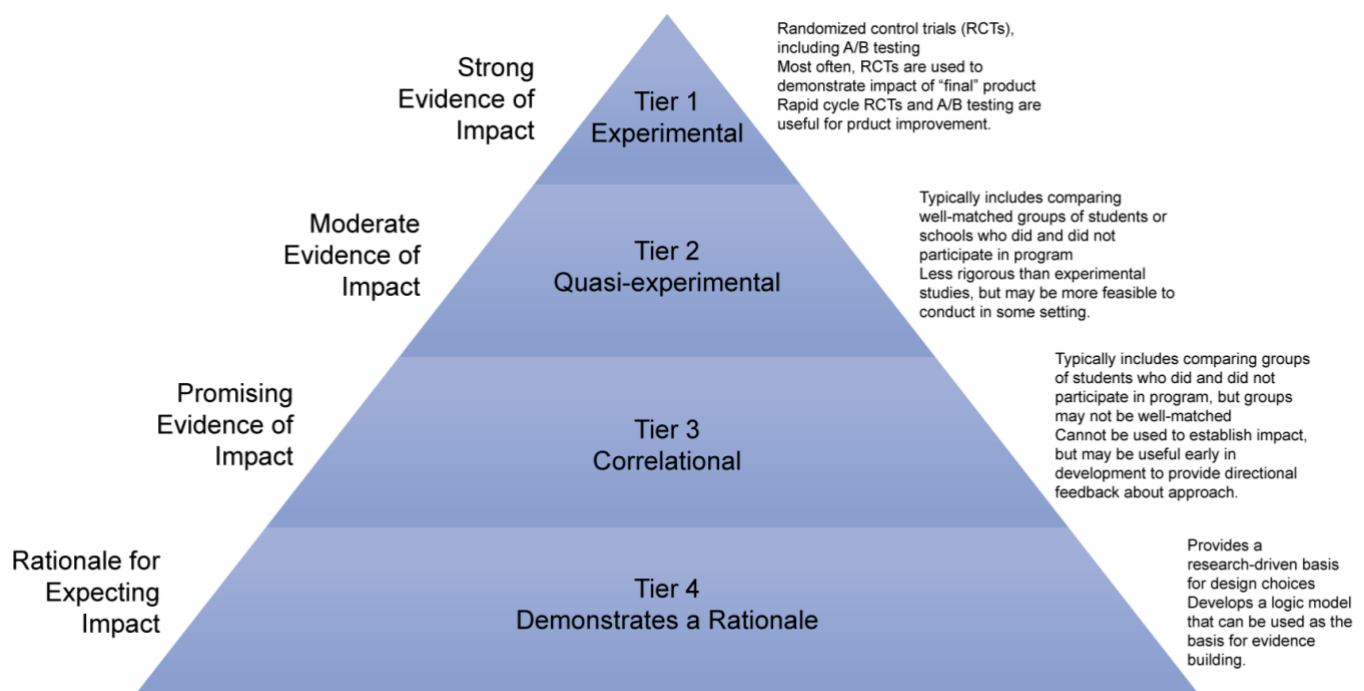 Strong
Evidence of
Impact
Tier 1
Experimental
Randomized control trials (RCTs),
including A/B testing
Most often, RCTs are used to
demonstrate impact of “final” product
Rapid cycle RCTs and A/B testing are
useful for prduct improvement.
Moderate
Evidence of
Impact
Tier 2
Quasi-experimental
Typically includes comparing
well-matched groups of students or
schools who did and did not
participate in program
Less rigorous than experimental
studies, but may be more feasible to
conduct in some setting.
Promising
Evidence of
Impact
Tier 3
Correlational
Typically includes comparing groups
of students who did and did not
participate in program, but groups
may not be well-matched
Cannot be used to establish impact,
but may be useful early in
development to provide directional
feedback about approach.
Rationale for
Expecting
Impact
Tier 4
Demonstrates a Rationale
Provides a
research-driven basis
for design choices
Develops a logic model
that can be used as the
basis for evidence
building.